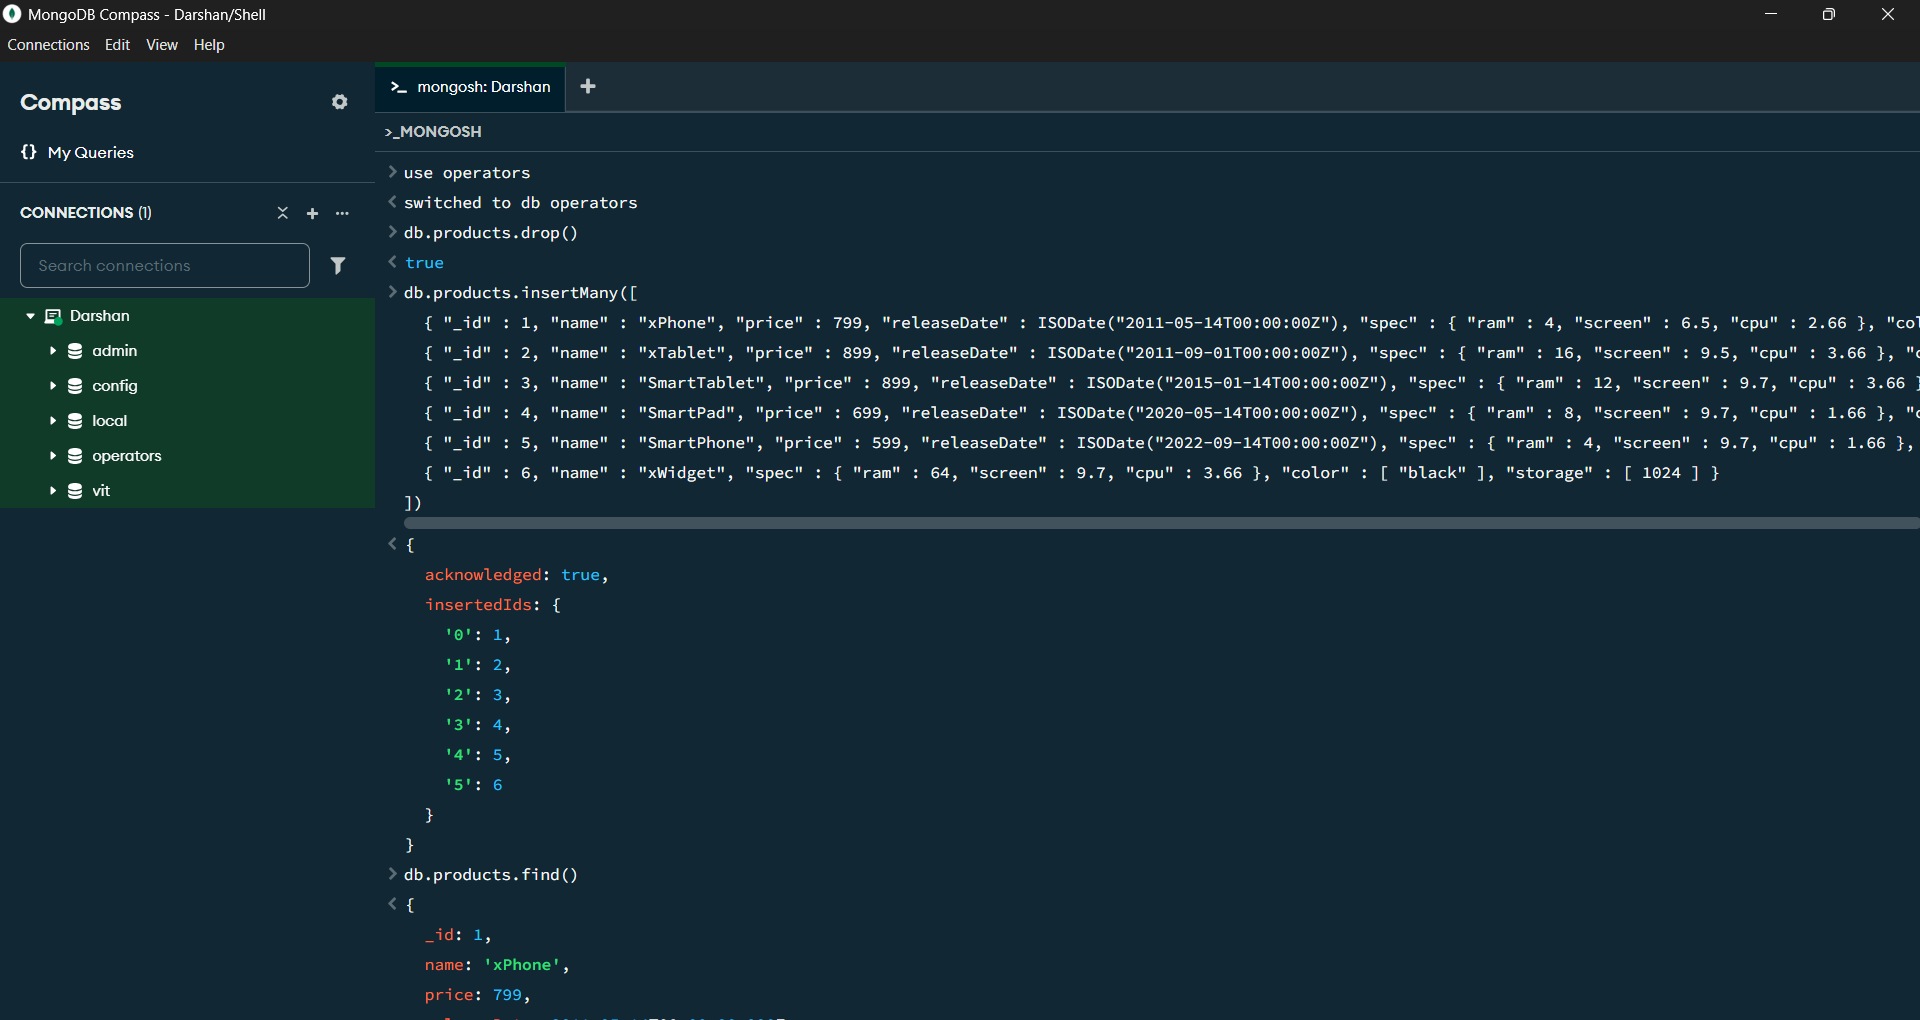 MongoDB Compass - Darshan/Shell
Connections Edit View Help
Compass
{} My Queries
CONNECTIONS (1)
Search connections
Darshan
admin
config
local
operators
vit
>_ mongosh: Darshan
>_MONGOSH
> use operators
< switched to db operators
> db.products.drop()
< true
> db.products.insertMany([
{ "_id" : 1, "name" : "xPhone", "price" : 799, "releaseDate" : ISODate("2011-05-14T00:00:00Z"), "spec" : { "ram" : 4, "screen" : 6.5, "cpu" : 2.66 }, "col
{ "_id" : 2, "name" : "xTablet", "price" : 899, "releaseDate" : ISODate("2011-09-01T00:00:00Z"), "spec" : { "ram" : 16, "screen" : 9.5, "cpu" : 3.66 }, "c
{ "_id" : 3, "name" : "SmartTablet", "price" : 899, "releaseDate" : ISODate("2015-01-14T00:00:00Z"), "spec" : { "ram" : 12, "screen" : 9.7, "cpu" : 3.66 }
{ "_id" : 4, "name" : "SmartPad", "price" : 699, "releaseDate" : ISODate("2020-05-14T00:00:00Z"), "spec" : { "ram" : 8, "screen" : 9.7, "cpu" : 1.66 }, "c
{ "_id" : 5, "name" : "SmartPhone", "price" : 599, "releaseDate" : ISODate("2022-09-14T00:00:00Z"), "spec" : { "ram" : 4, "screen" : 9.7, "cpu" : 1.66 },
{ "_id" : 6, "name" : "xWidget", "spec" : { "ram" : 64, "screen" : 9.7, "cpu" : 3.66 }, "color" : [ "black" ], "storage" : [ 1024 ] }
])
< {
acknowledged: true,
insertedIds: {
'0': 1,
'1': 2,
'2': 3,
'3': 4,
'4': 5,
'5': 6
}
}
> db.products.find()
< {
_id: 1,
name: 'xPhone',
price: 799,